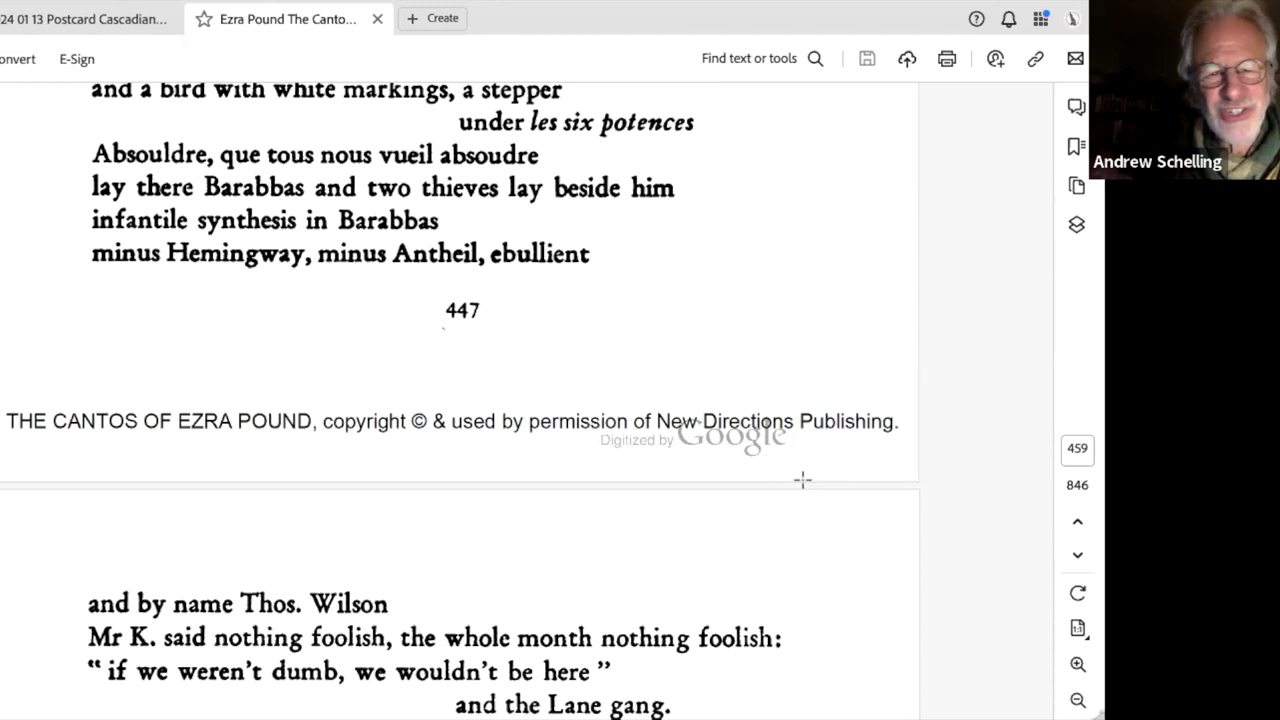 24 01 13 Postcard Cascadian...
Ezra Pound The Canto...
Create
onvert
E-Sign
Find text or tools
Andrew Schelling
and a bird with white markings, a stepper
under les six potences
Absouldre, que tous nous vueil absoudre
lay there Barabbas and two thieves lay beside him
infantile synthesis in Barabbas
minus Hemingway, minus Antheil, ebullient
447
THE CANTOS OF EZRA POUND, copyright © & used by permission of New Directions Publishing.
Digitized by Google
and by name Thos. Wilson
Mr K. said nothing foolish, the whole month nothing foolish:
“ if we weren't dumb, we wouldn't be here ”
and the Lane gang.
459
846
1:1